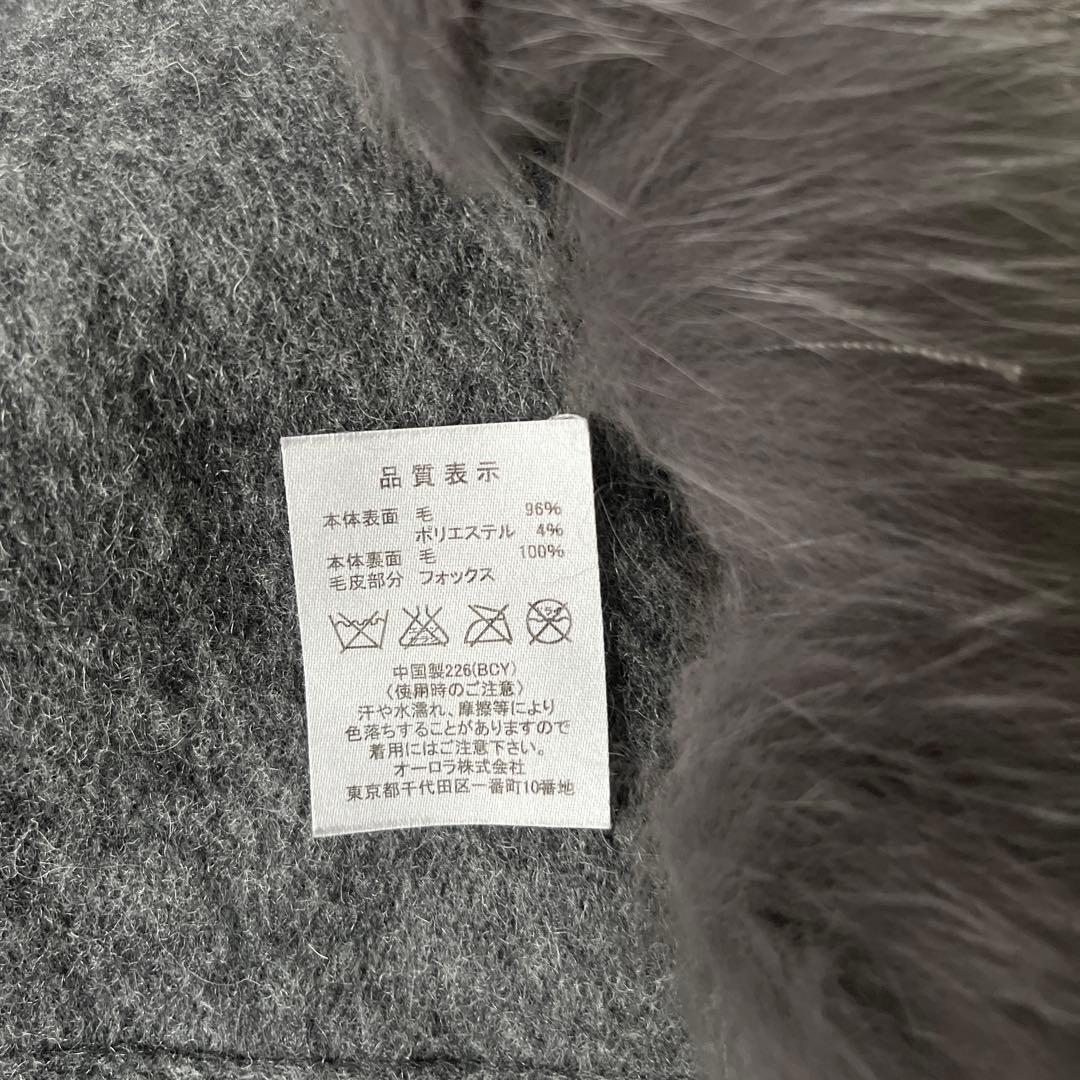 品質表示
本体表面 毛 96%
ポリエステル 4%
本体裏面 毛 100%
毛皮部分 フォックス
中国製226(BCY)
〈使用時のご注意〉
汗や水濡れ、摩擦等により
色落ちすることがありますので
着用にはご注意下さい。
オーロラ株式会社
東京都千代田区一番町10番地